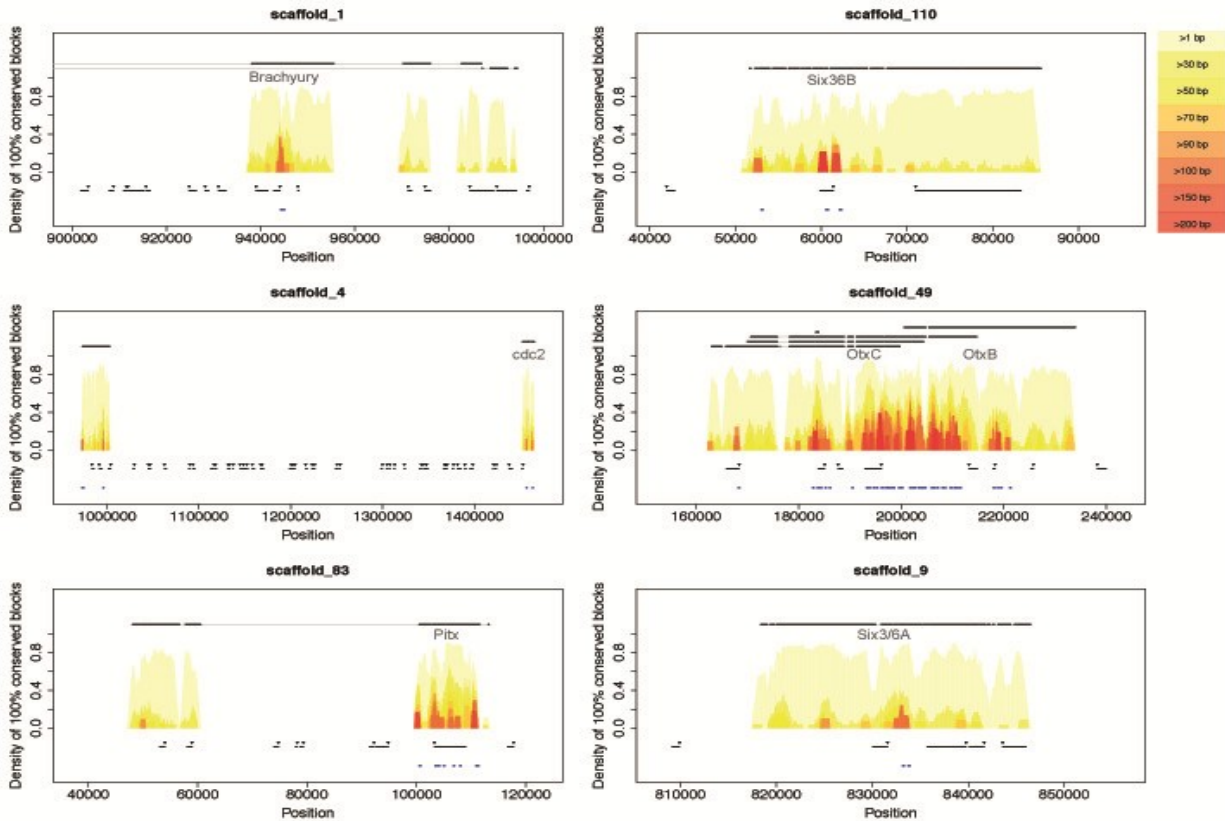 scaffold_1
Density of 100% conserved blocks
0.0 0.4 0.8
Brachyury
900000 920000 940000 960000 980000 1000000
Position
scaffold_110
Density of 100% conserved blocks
0.0 0.4 0.8
Six36B
40000 50000 60000 70000 80000 90000
Position
>1 bp
>30 bp
>50 bp
>70 bp
>90 bp
>100 bp
>150 bp
>200 bp
scaffold_4
Density of 100% conserved blocks
0.0 0.4 0.8
cdc2
1000000 1100000 1200000 1300000 1400000
Position
scaffold_49
Density of 100% conserved blocks
0.0 0.4 0.8
OtxC OtxB
160000 180000 200000 220000 240000
Position
scaffold_83
Density of 100% conserved blocks
0.0 0.4 0.8
Pitx
40000 60000 80000 100000 120000
Position
scaffold_9
Density of 100% conserved blocks
0.0 0.4 0.8
Six3/6A
810000 820000 830000 840000 850000
Position